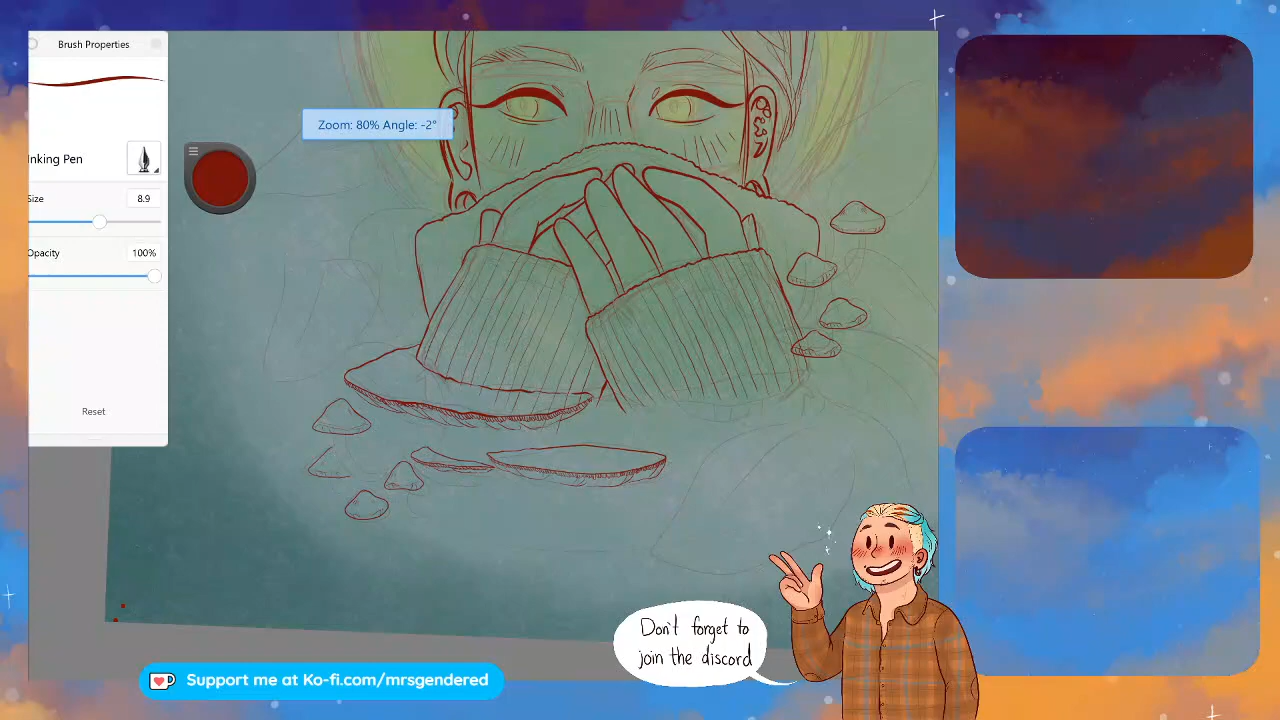 Brush Properties
Zoom: 80% Angle: -2°
Inking Pen
Size 8.9
Opacity 100%
Reset
Don't forget to
join the discord
Support me at Ko-fi.com/mrsgendered